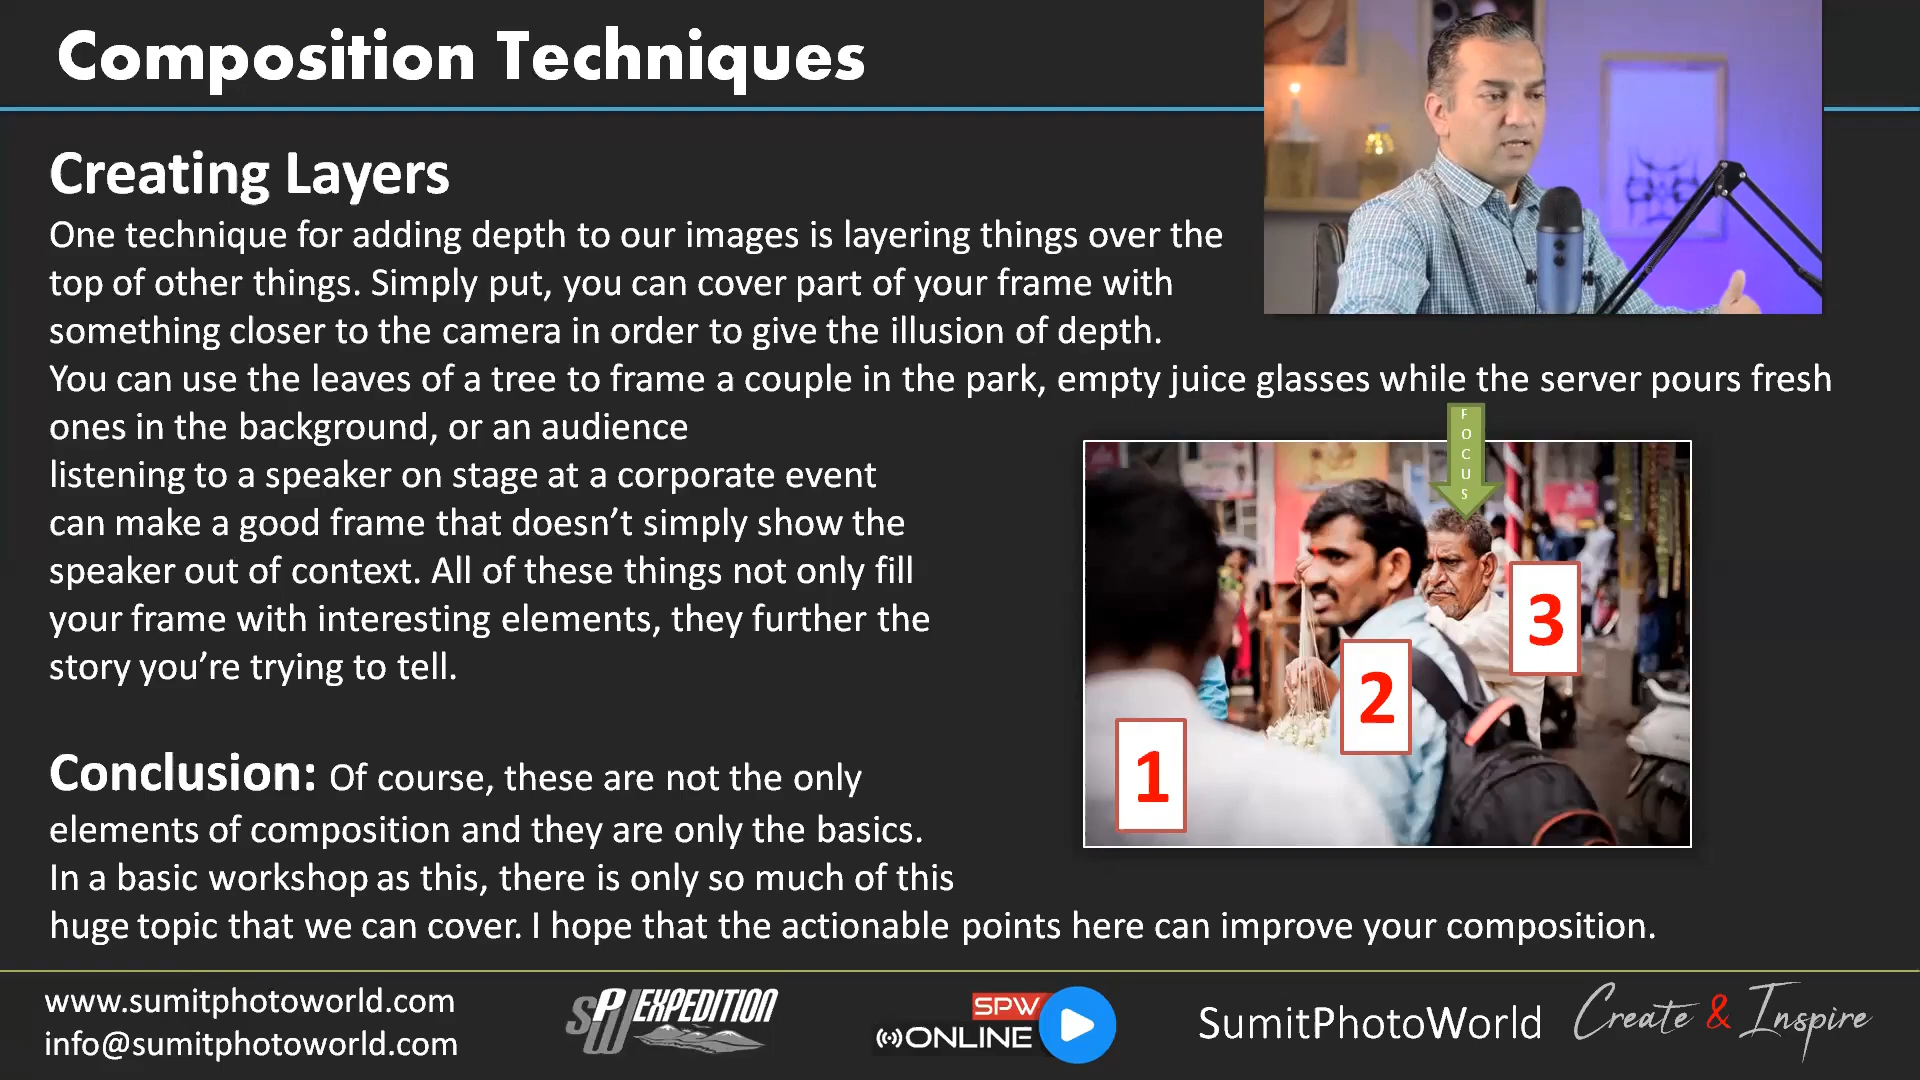 Composition Techniques
Creating Layers
One technique for adding depth to our images is layering things over the
top of other things. Simply put, you can cover part of your frame with
something closer to the camera in order to give the illusion of depth.
You can use the leaves of a tree to frame a couple in the park, empty juice glasses while the server pours fresh
ones in the background, or an audience
listening to a speaker on stage at a corporate event
can make a good frame that doesn’t simply show the
speaker out of context. All of these things not only fill
your frame with interesting elements, they further the
story you’re trying to tell.
FOCUS
1
2
3
Conclusion: Of course, these are not the only
elements of composition and they are only the basics.
In a basic workshop as this, there is only so much of this
huge topic that we can cover. I hope that the actionable points here can improve your composition.
www.sumitphotoworld.com
info@sumitphotoworld.com
SPW EXPEDITION
SPW
ONLINE
SumitPhotoWorld
Create & Inspire